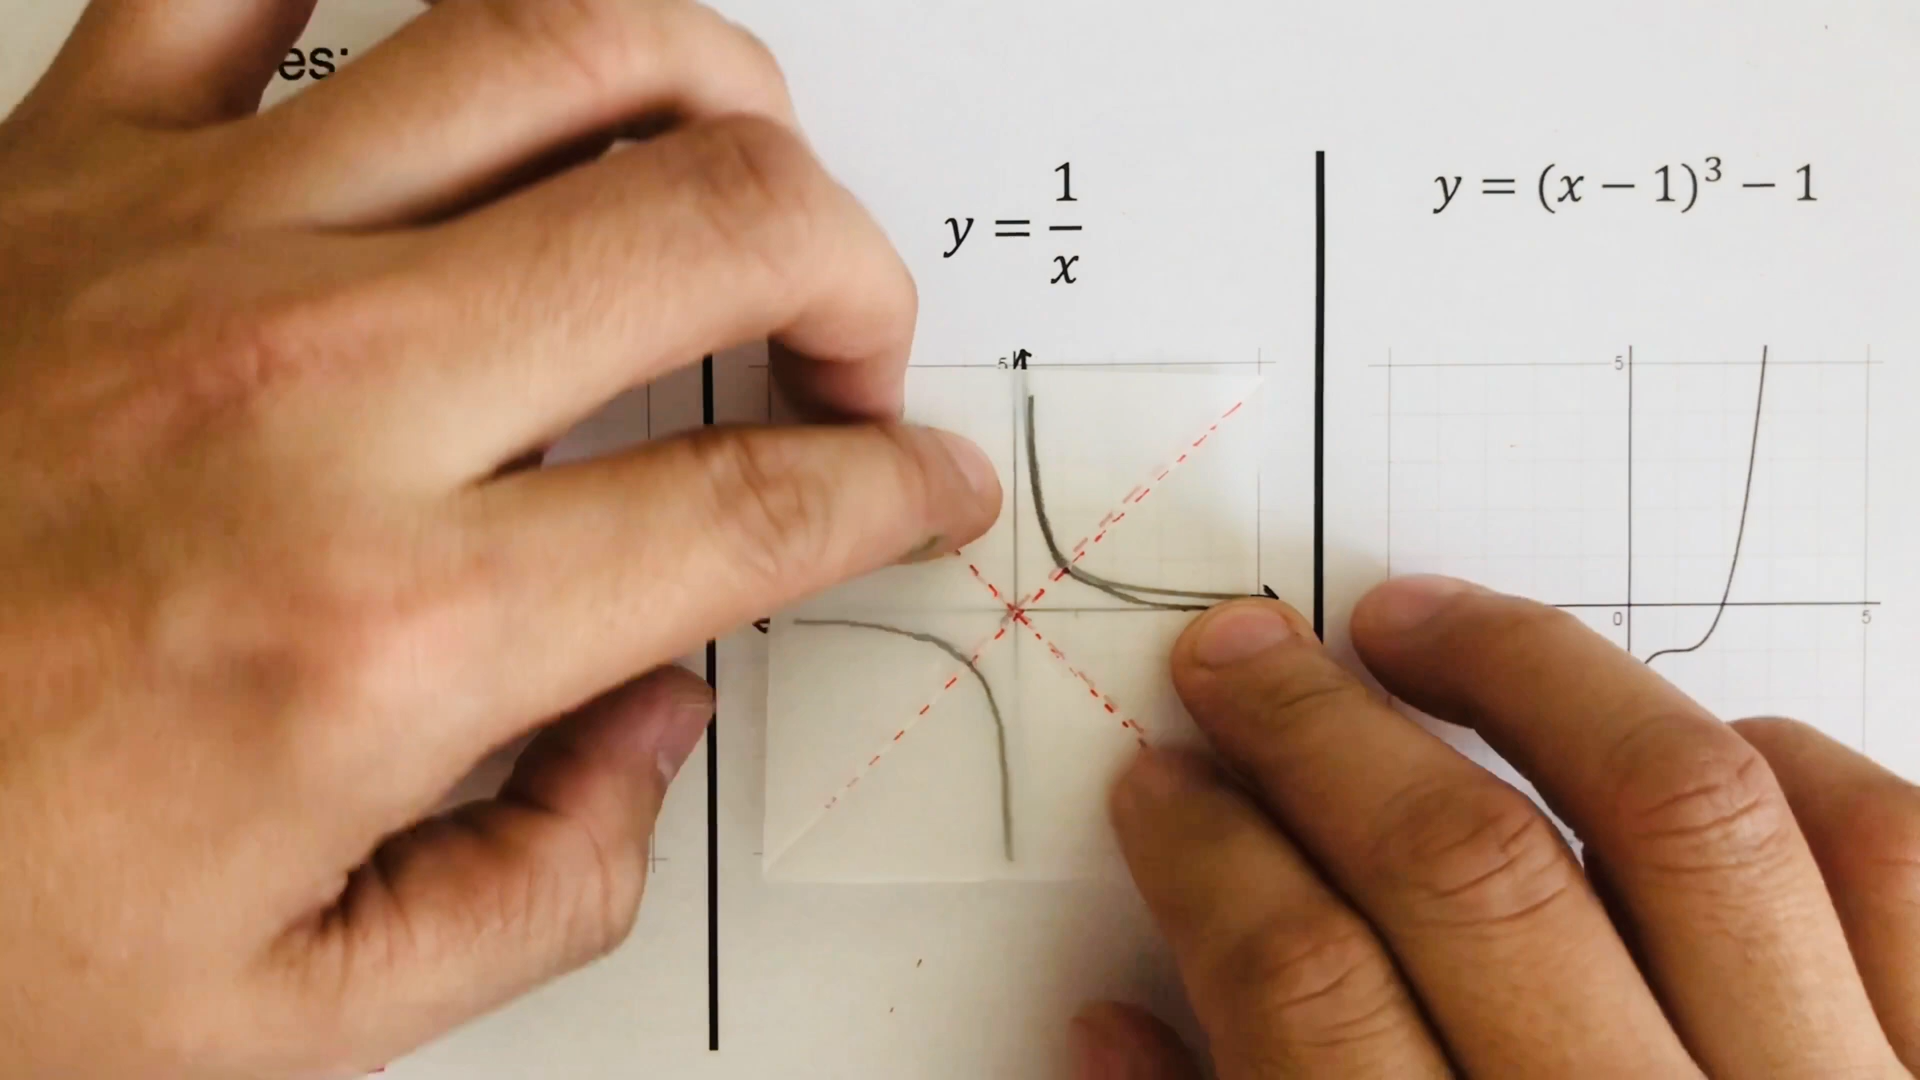 es:
y = 1/x
y = (x − 1)³ − 1
5
5
0
5